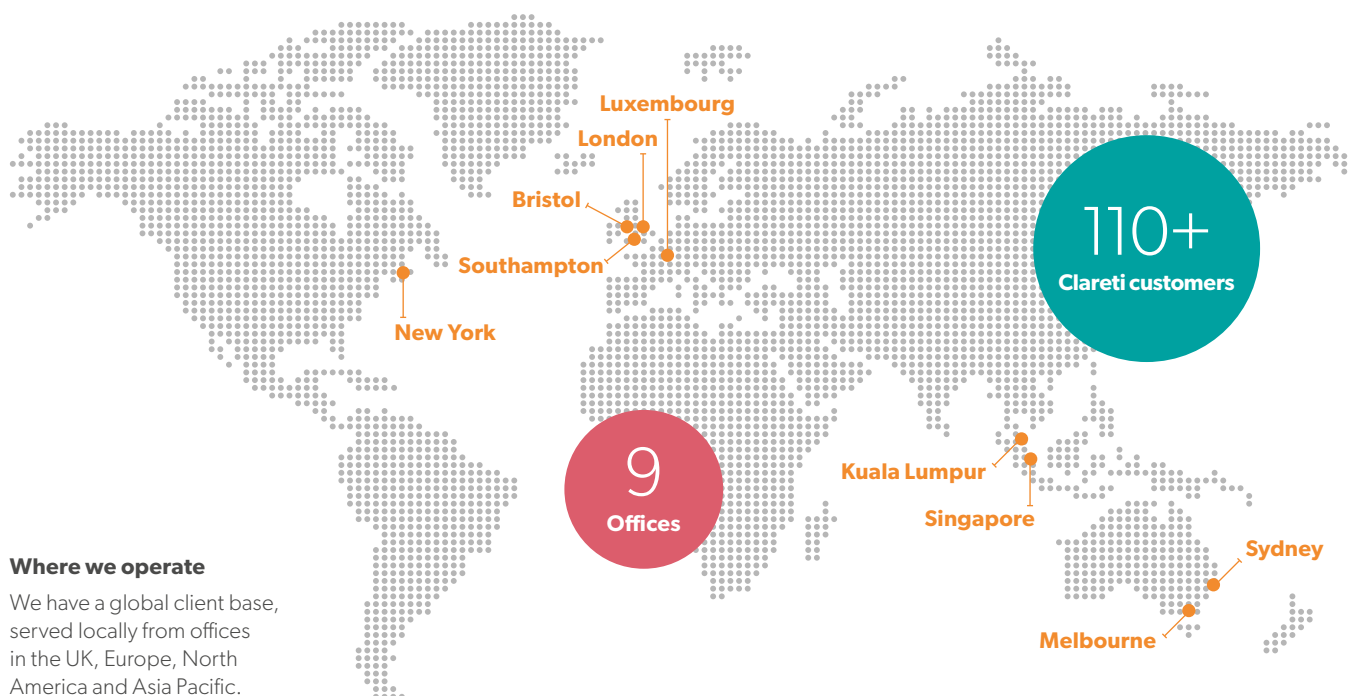 Luxembourg
London
Bristol
Southampton
New York
110+
Clareti customers
9
Offices
Kuala Lumpur
Singapore
Sydney
Melbourne
Where we operate
We have a global client base,
served locally from offices
in the UK, Europe, North
America and Asia Pacific.